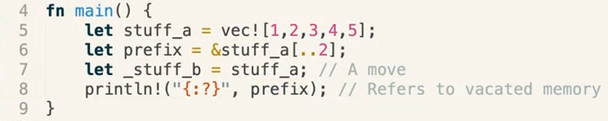 4 fn main() {
5     let stuff_a = vec![1,2,3,4,5];
6     let prefix = &stuff_a[..2];
7     let _stuff_b = stuff_a; // A move
8     println!("{:?}", prefix); // Refers to vacated memory
9 }